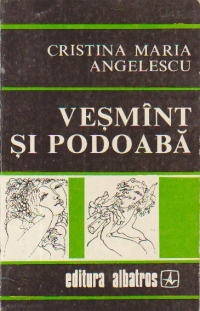 CRISTINA MARIA
ANGELESCU
VEȘMÎNT
ȘI PODOABĂ
editura albatros